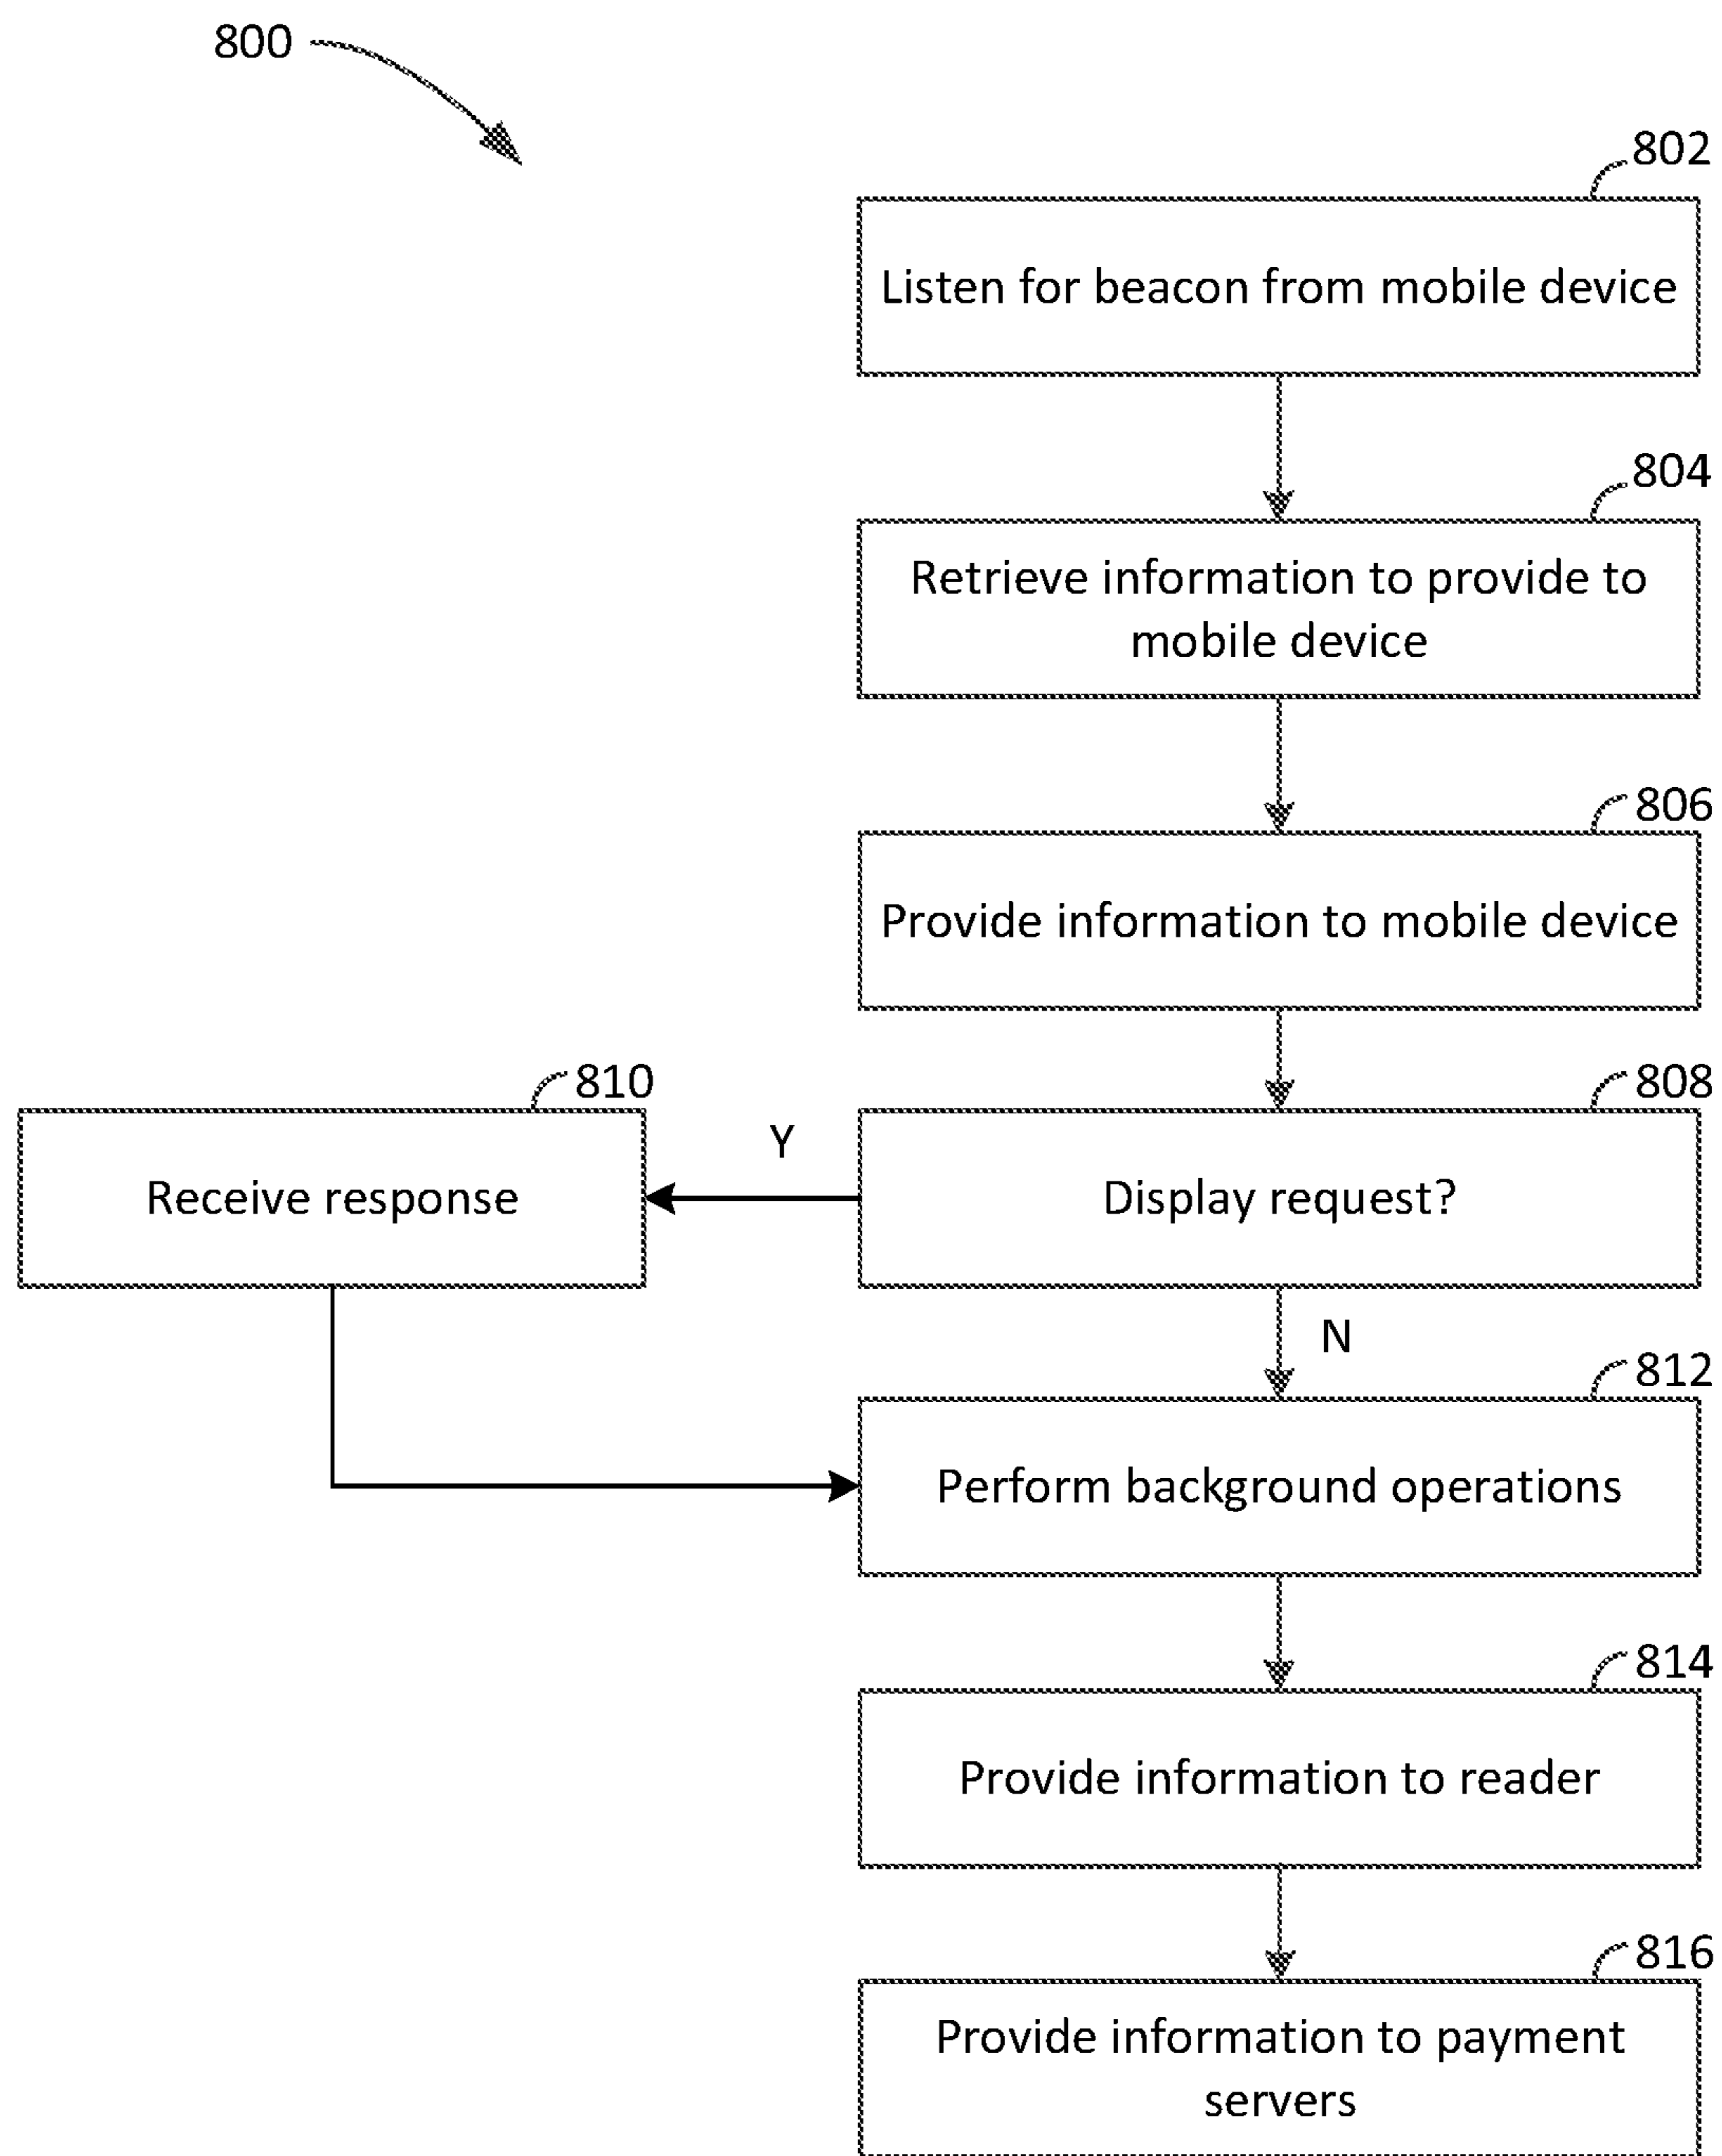 800
802
Listen for beacon from mobile device
804
Retrieve information to provide to
mobile device
806
Provide information to mobile device
808
Display request?
Y
810
Receive response
N
812
Perform background operations
814
Provide information to reader
816
Provide information to payment
servers